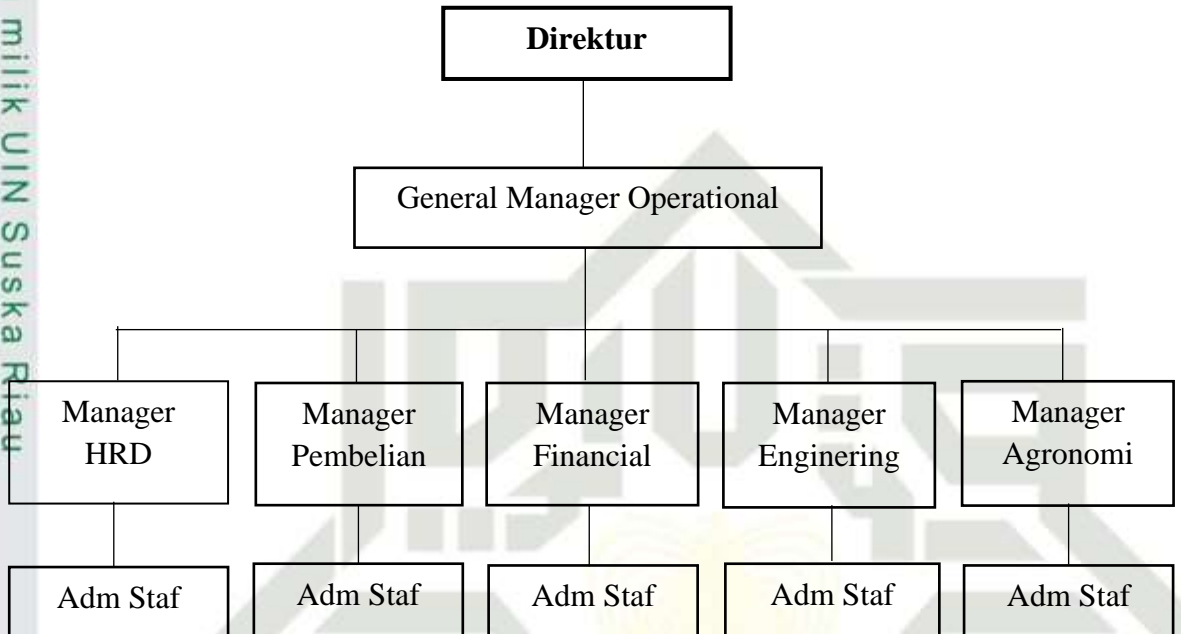 milik UIN Suska Riau
Direktur
General Manager Operational
Manager
HRD
Manager
Pembelian
Manager
Financial
Manager
Enginering
Manager
Agronomi
Adm Staf
Adm Staf
Adm Staf
Adm Staf
Adm Staf